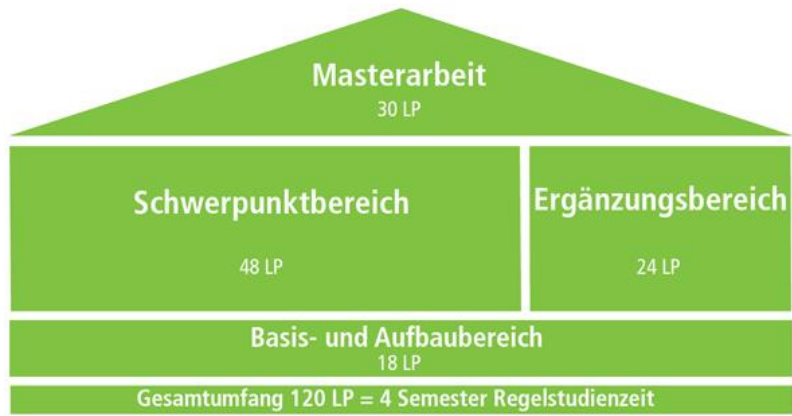 Masterarbeit
30 LP
Schwerpunktbereich
48 LP
Ergänzungsbereich
24 LP
Basis- und Aufbaubereich
18 LP
Gesamtumfang 120 LP = 4 Semester Regelstudienzeit